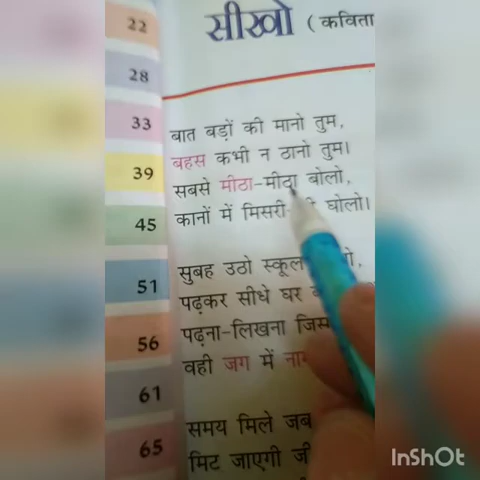 सीखो (कविता
22
28
33
39
45
51
56
61
65
बात बड़ों की मानो तुम,
बहस कभी न ठानो तुम।
सबसे मीठा-मीठा बोलो,
कानों में मिसरी- घोलो।
सुबह उठो स्कूल
पढ़कर सीधे घर
पढ़ना-लिखना
वही जग में
समय मिले जब
मिट जाएगी
InShOt